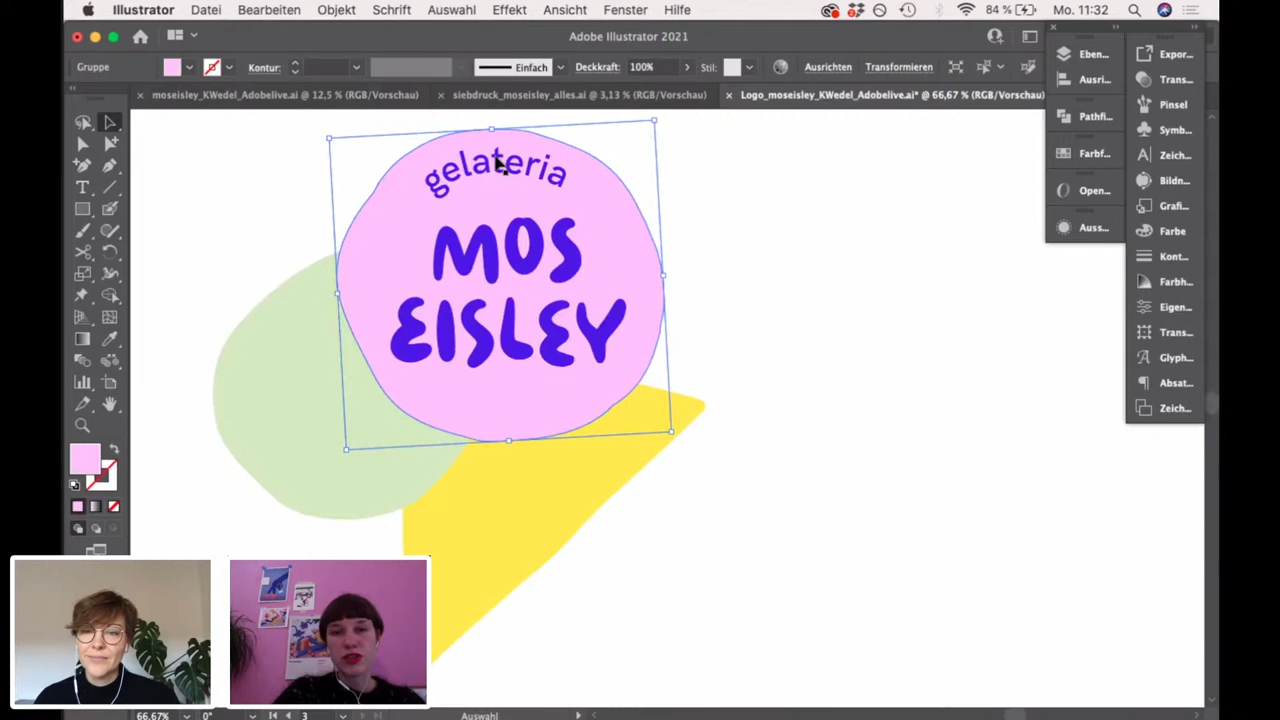 Illustrator Datei Bearbeiten Objekt Schrift Auswahl Effekt Ansicht Fenster Hilfe 84 % Mo. 11:32
Adobe Illustrator 2021
Gruppe Kontur: Einfach Deckkraft: 100% Stil: Ausrichten Transformieren
moseisley_KWedel_Adobelive.ai @ 12,5 % (RGB/Vorschau) siebdruck_moseisley_alles.ai @ 3,13 % (RGB/Vorschau) Logo_moseisley_KWedel_Adobelive.ai* @ 66,67 % (RGB/Vorschau)
Eben...
Ausri...
Pathfi...
Farbf...
Open...
Auss...
Expor...
Trans...
Pinsel
Symb...
Zeich...
Bildn...
Grafi...
Farbe
Kont...
Farbh...
Eigen...
Trans...
Glyph...
Absat...
Zeich...
gelateria
MOS
EISLEY
66,67% 0° 3 Auswahl